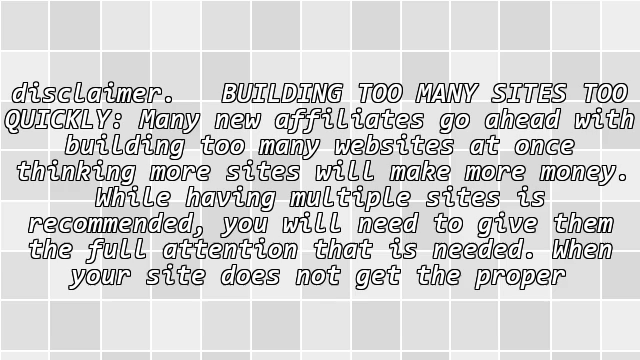 disclaimer.   BUILDING TOO MANY SITES TOO
QUICKLY: Many new affiliates go ahead with
building too many websites at once
thinking more sites will make more money.
While having multiple sites is
recommended, you will need to give them
the full attention that is needed. When
your site does not get the proper